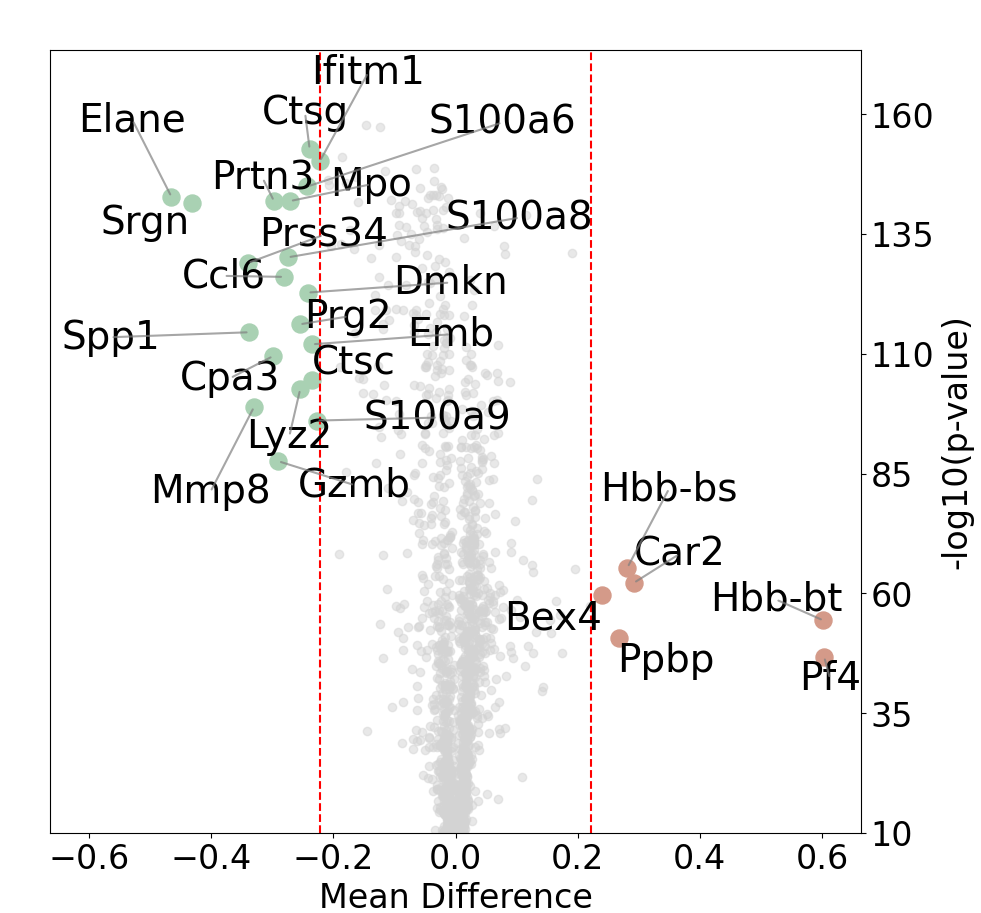 Ifitm1
Elane
Ctsg
S100a6
160
Prtn3
Mpo
Srgn
S100a8
Prss34
135
Ccl6
Dmkn
Prg2
Spp1
Emb
Ctsc
110
Cpa3
S100a9
Lyz2
Mmp8
Gzmb
Hbb-bs
85
Car2
Hbb-bt
60
Bex4
Ppbp
Pf4
35
10
-log10(p-value)
−0.6 −0.4 −0.2 0.0 0.2 0.4 0.6
Mean Difference